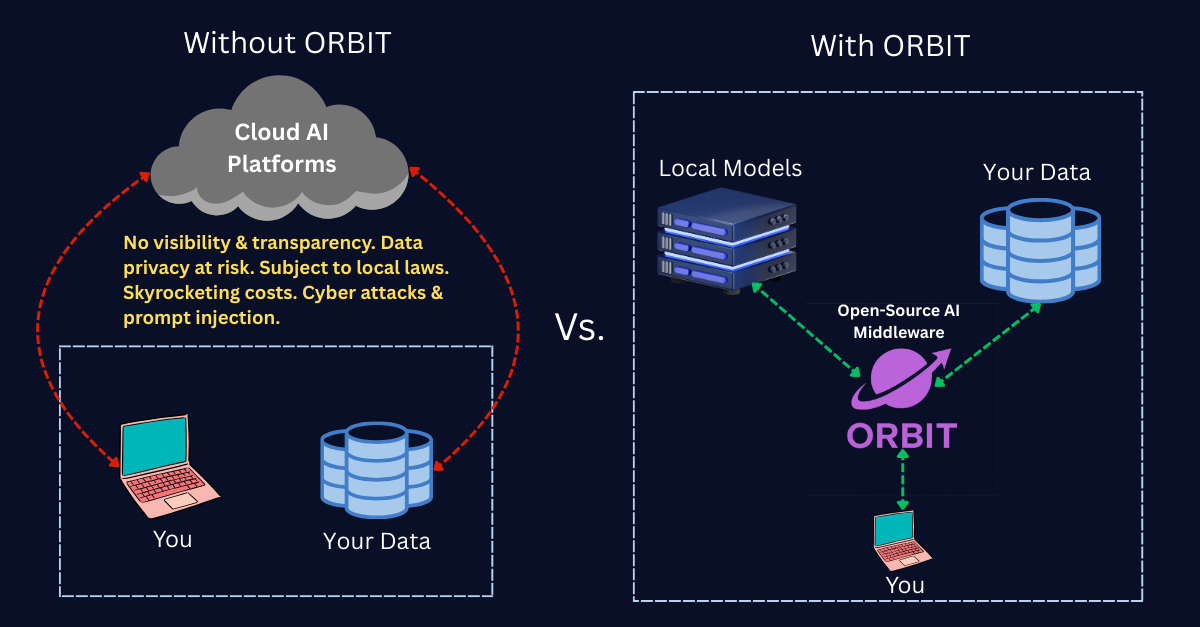 Without ORBIT
Cloud AI
Platforms
No visibility & transparency. Data
privacy at risk. Subject to local laws.
Skyrocketing costs. Cyber attacks &
prompt injection.
You
Your Data
Vs.
With ORBIT
Local Models
Your Data
Open-Source AI
Middleware
ORBIT
You